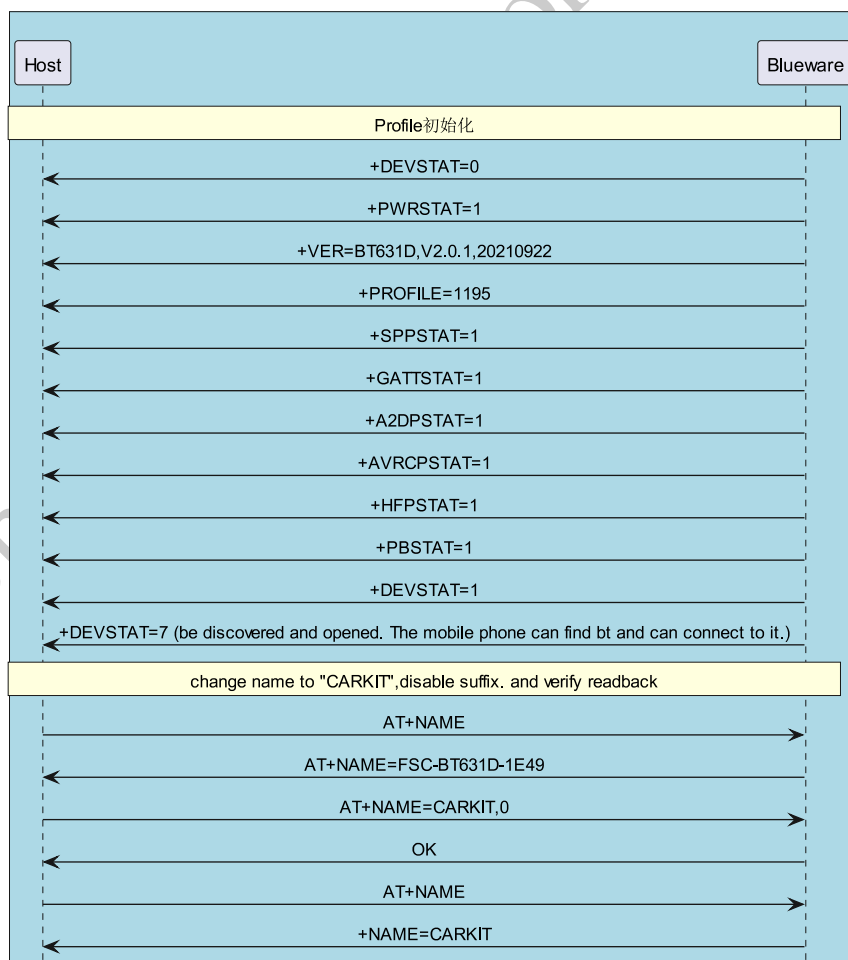 Host
Blueware
Profile初始化
+DEVSTAT=0
+PWRSTAT=1
+VER=BT631D,V2.0.1,20210922
+PROFILE=1195
+SPPSTAT=1
+GATTSTAT=1
+A2DPSTAT=1
+AVRCPSTAT=1
+HFPSTAT=1
+PBSTAT=1
+DEVSTAT=1
+DEVSTAT=7 (be discovered and opened. The mobile phone can find bt and can connect to it.)
change name to "CARKIT",disable suffix. and verify readback
AT+NAME
AT+NAME=FSC-BT631D-1E49
AT+NAME=CARKIT,0
OK
AT+NAME
+NAME=CARKIT